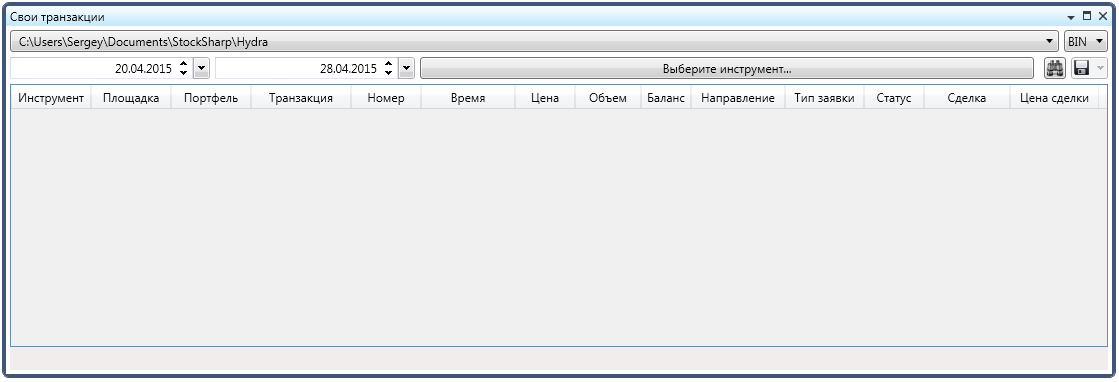 Свои транзакции
C:\Users\Sergey\Documents\StockSharp\Hydra BIN
20.04.2015 28.04.2015 Выберите инструмент...
Инструмент Площадка Портфель Транзакция Номер Время Цена Объем Баланс Направление Тип заявки Статус Сделка Цена сделки